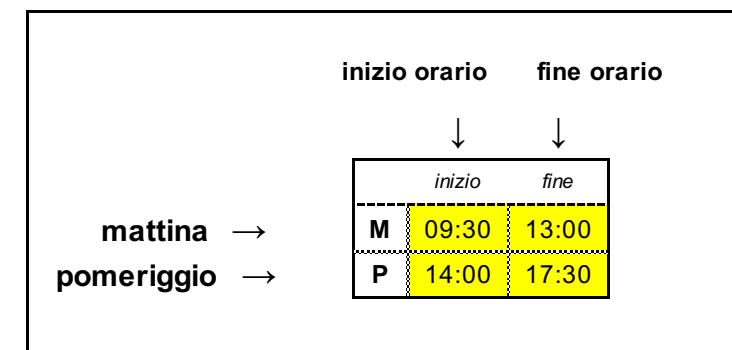 inizio orario fine orario
↓ ↓
inizio fine
mattina → M 09:30 13:00
pomeriggio → P 14:00 17:30